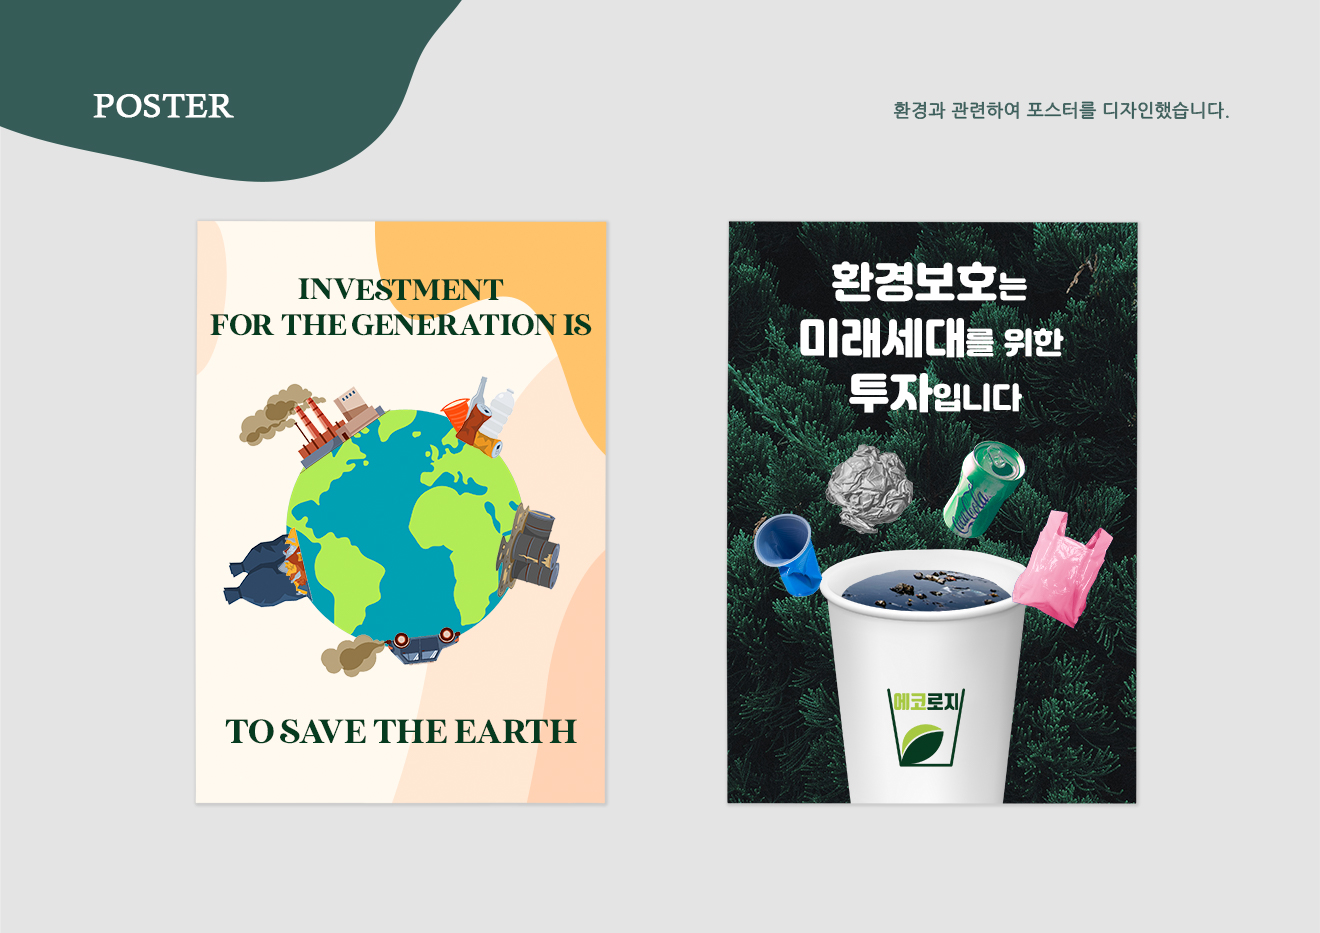 POSTER
환경과 관련하여 포스터를 디자인했습니다.
INVESTMENT
FOR THE GENERATION IS
TO SAVE THE EARTH
환경보호는
미래세대를 위한
투자입니다
에코로지